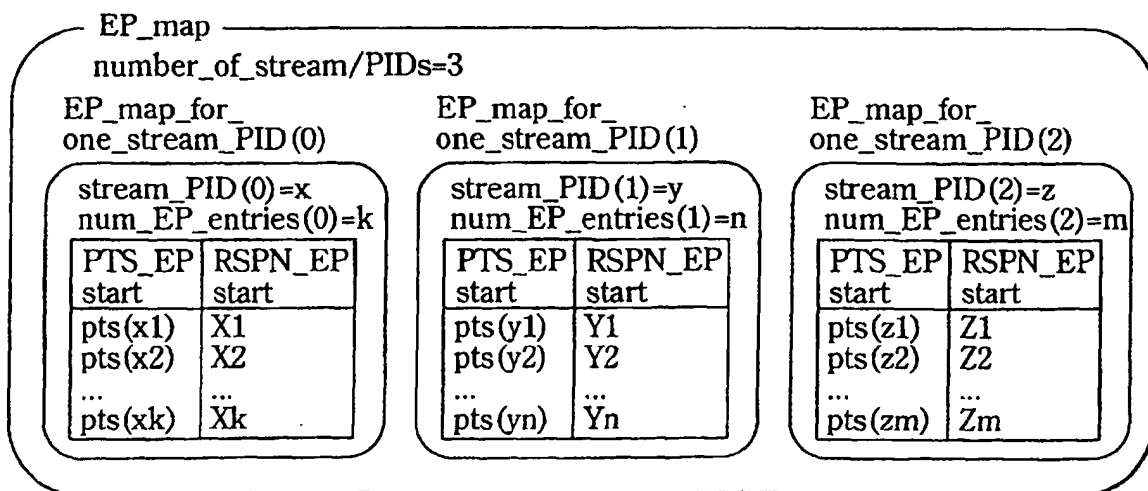 EP_map
number_of_stream/PIDs=3
EP_map_for_
one_stream_PID(0)
stream_PID(0)=x
num_EP_entries(0)=k
PTS_EP RSPN_EP
start start
pts(x1) X1
pts(x2) X2
... ...
pts(xk) Xk
EP_map_for_
one_stream_PID(1)
stream_PID(1)=y
num_EP_entries(1)=n
PTS_EP RSPN_EP
start start
pts(y1) Y1
pts(y2) Y2
... ...
pts(yn) Yn
EP_map_for_
one_stream_PID(2)
stream_PID(2)=z
num_EP_entries(2)=m
PTS_EP RSPN_EP
start start
pts(z1) Z1
pts(z2) Z2
... ...
pts(zm) Zm